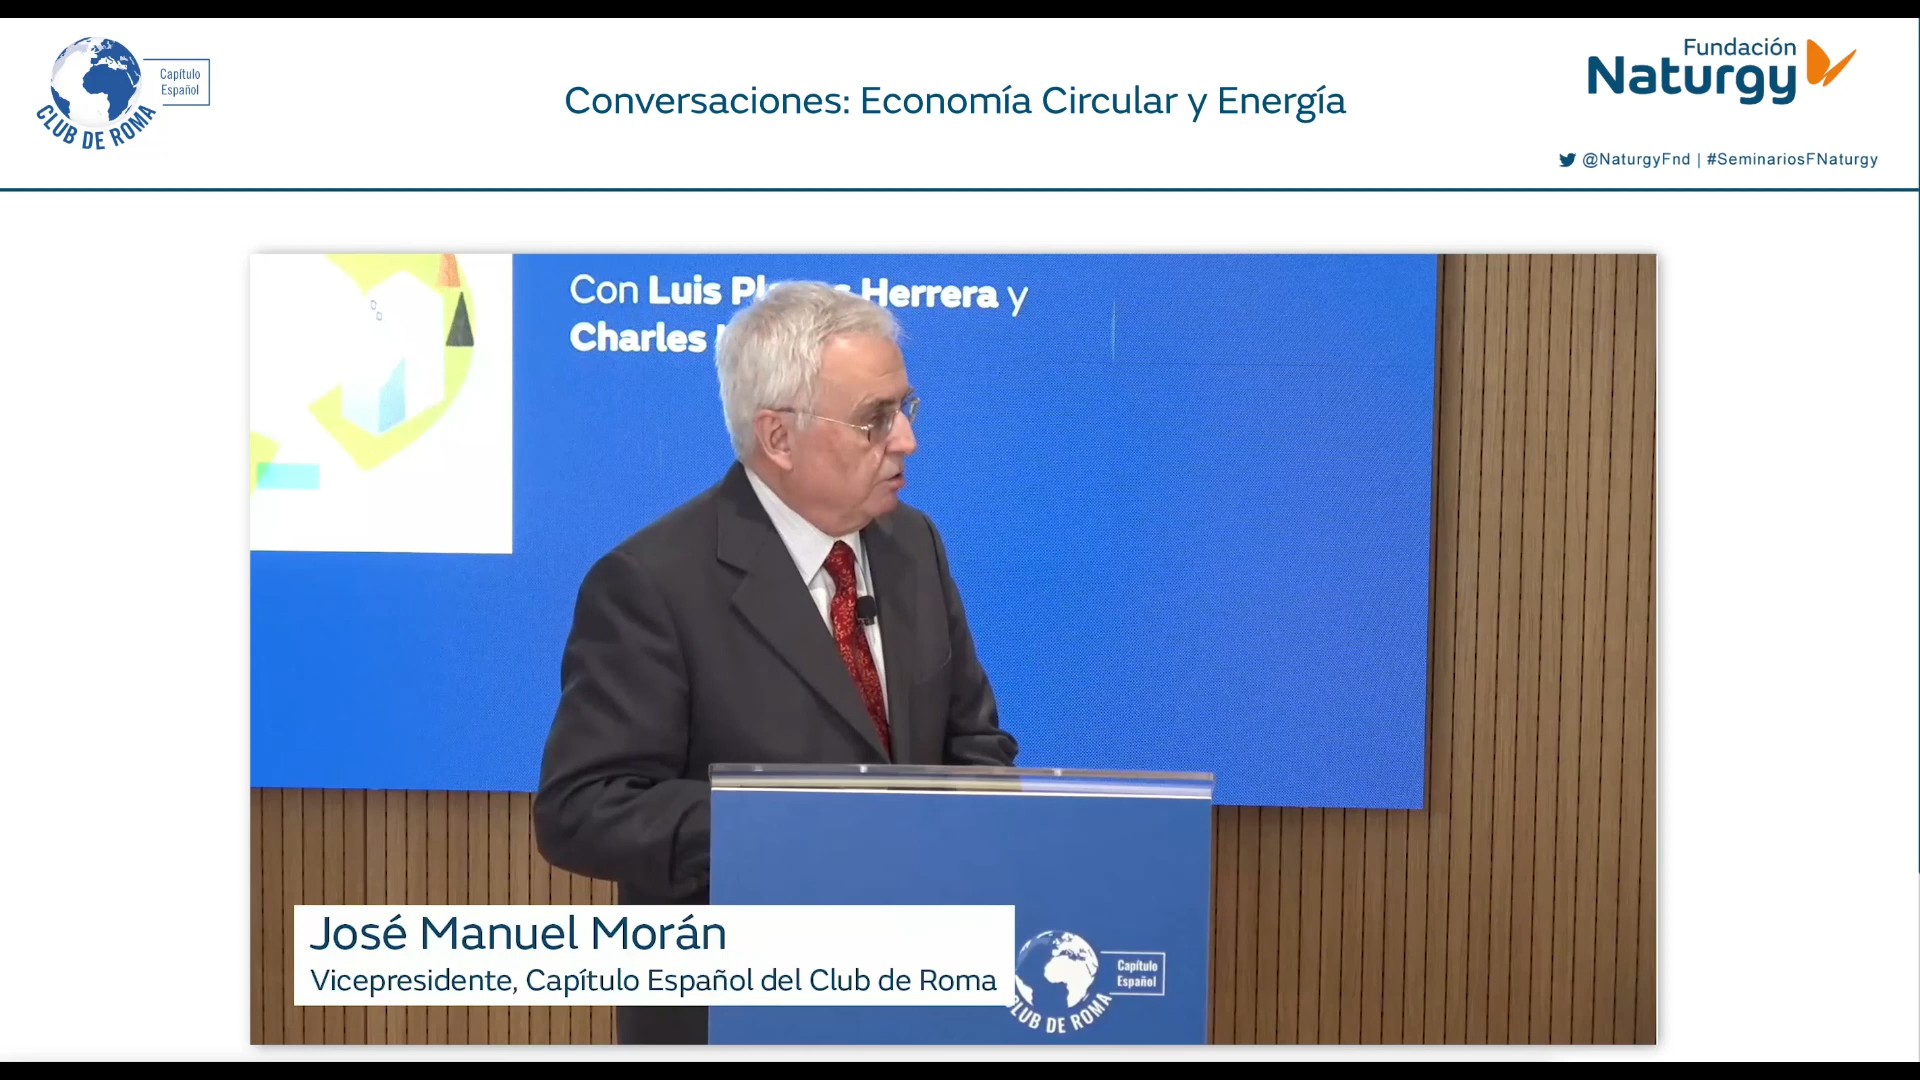 Capítulo
Español
CLUB DE ROMA
Conversaciones: Economía Circular y Energía
Fundación
Naturgy
@NaturgyFnd | #SeminariosFNaturgy
Con Luis Herrera y
Charles
José Manuel Morán
Vicepresidente, Capítulo Español del Club de Roma
Capítulo
Español
CLUB DE ROMA